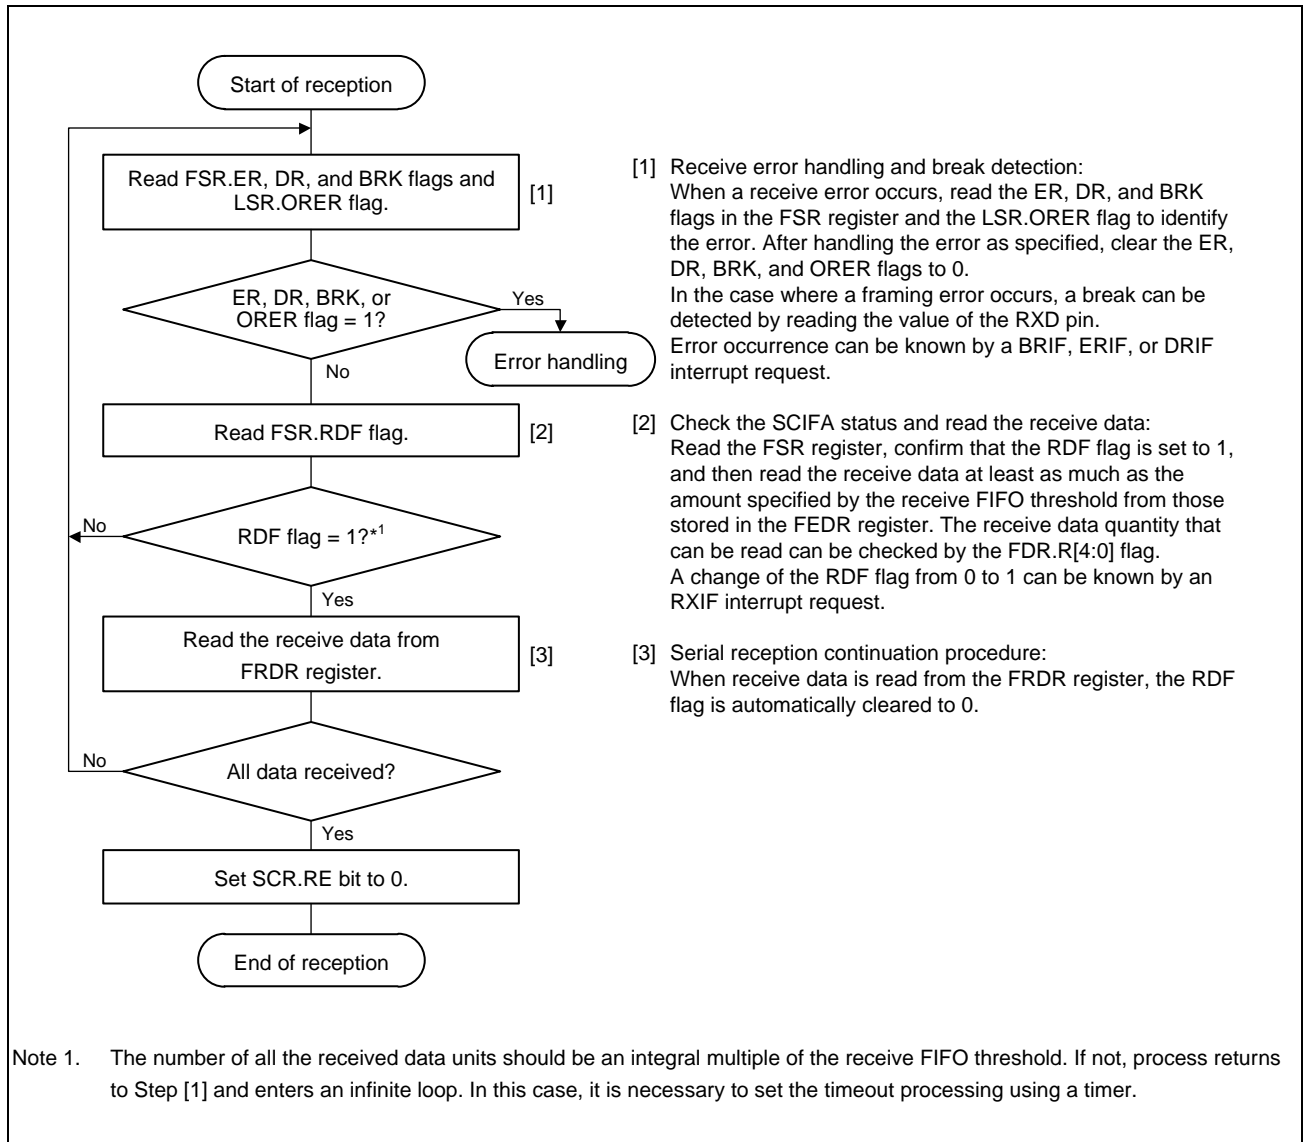 Start of reception
Read FSR.ER, DR, and BRK flags and
LSR.ORER flag.
[1]
ER, DR, BRK, or
ORER flag = 1?
Yes
Error handling
No
Read FSR.RDF flag.
[2]
No
RDF flag = 1?*1
Yes
Read the receive data from
FRDR register.
[3]
No
All data received?
Yes
Set SCR.RE bit to 0.
End of reception
[1] Receive error handling and break detection:
When a receive error occurs, read the ER, DR, and BRK
flags in the FSR register and the LSR.ORER flag to identify
the error. After handling the error as specified, clear the ER,
DR, BRK, and ORER flags to 0.
In the case where a framing error occurs, a break can be
detected by reading the value of the RXD pin.
Error occurrence can be known by a BRIF, ERIF, or DRIF
interrupt request.
[2] Check the SCIFA status and read the receive data:
Read the FSR register, confirm that the RDF flag is set to 1,
and then read the receive data at least as much as the
amount specified by the receive FIFO threshold from those
stored in the FEDR register. The receive data quantity that
can be read can be checked by the FDR.R[4:0] flag.
A change of the RDF flag from 0 to 1 can be known by an
RXIF interrupt request.
[3] Serial reception continuation procedure:
When receive data is read from the FRDR register, the RDF
flag is automatically cleared to 0.
Note 1. The number of all the received data units should be an integral multiple of the receive FIFO threshold. If not, process returns
to Step [1] and enters an infinite loop. In this case, it is necessary to set the timeout processing using a timer.